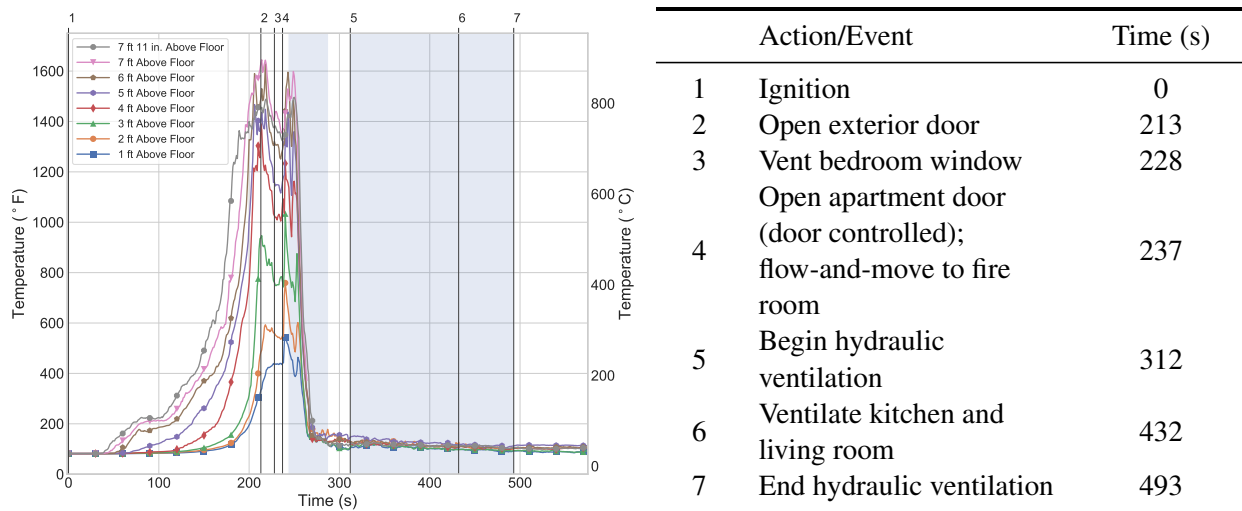 1 2 3 4 5 6 7
7 ft 11 in. Above Floor
7 ft Above Floor
6 ft Above Floor
5 ft Above Floor
4 ft Above Floor
3 ft Above Floor
2 ft Above Floor
1 ft Above Floor
1600
1400
1200
1000
800
600
400
200
0
Temperature (°F)
800
600
400
200
0
Temperature (°C)
0 100 200 300 400 500
Time (s)
Action/Event Time (s)
1 Ignition 0
2 Open exterior door 213
3 Vent bedroom window 228
Open apartment door
(door controlled);
4 237
flow-and-move to fire
room
Begin hydraulic
5 312
ventilation
Ventilate kitchen and
6 432
living room
7 End hydraulic ventilation 493